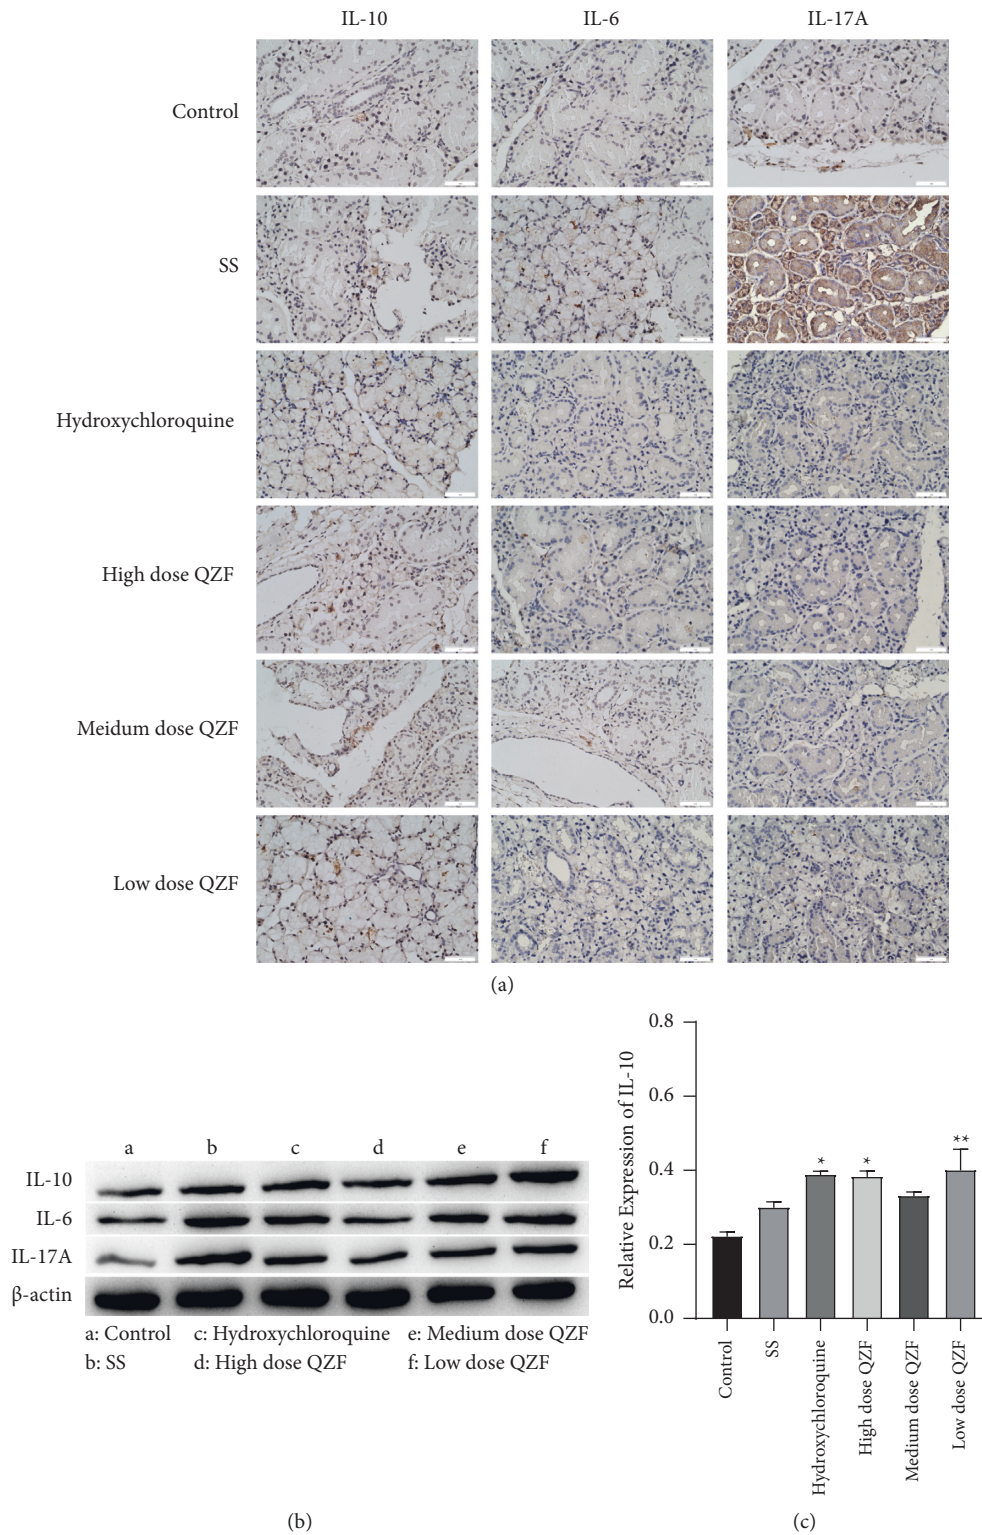 IL-10 IL-6 IL-17A
Control
SS
Hydroxychloroquine
High dose QZF
Meidum dose QZF
Low dose QZF
(a)
a b c d e f
IL-10
IL-6
IL-17A
β-actin
a: Control c: Hydroxychloroquine e: Medium dose QZF
b: SS d: High dose QZF f: Low dose QZF
(b)
Relative Expression of IL-10
0.8
0.6
0.4
0.2
0.0
* * **
Control
SS
Hydroxychloroquine
High dose QZF
Medium dose QZF
Low dose QZF
(c)